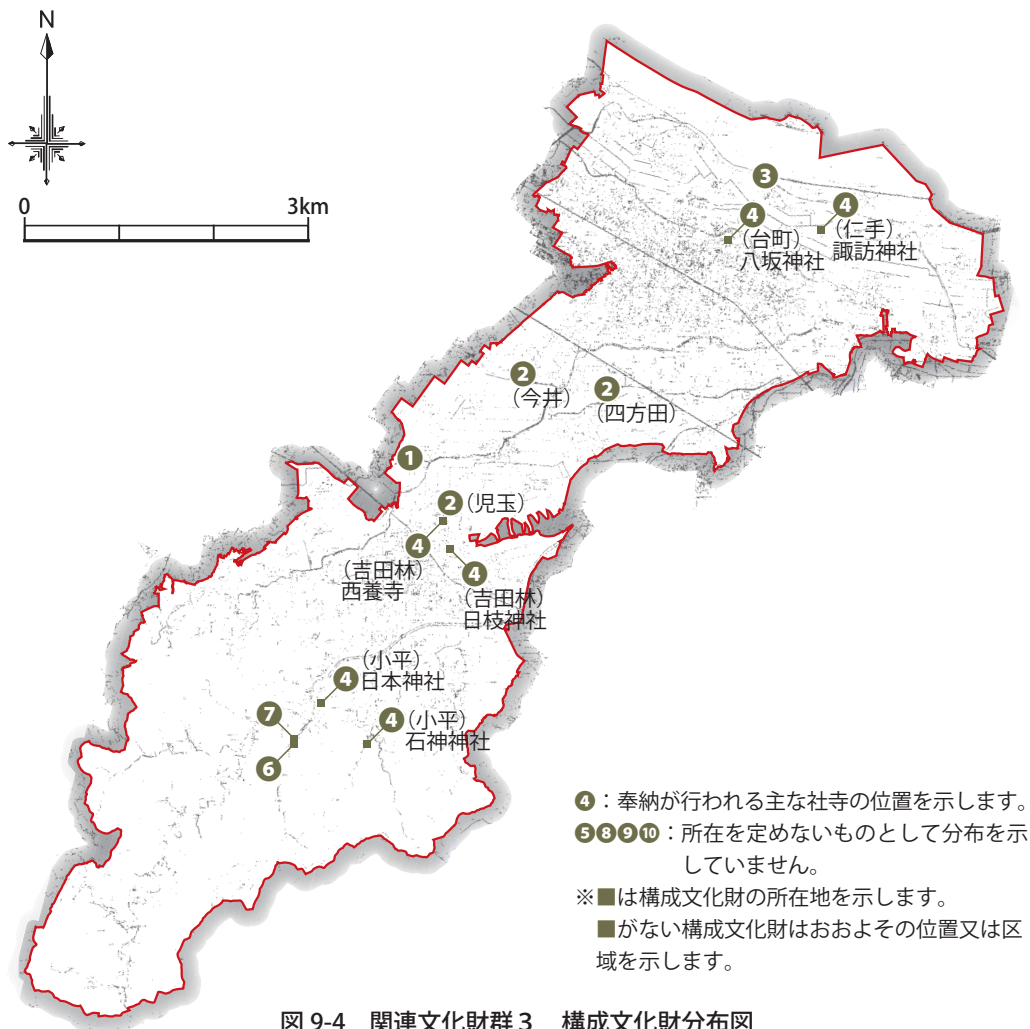 N
0 3km
❸
❹
(台町)
八坂神社
❹
(仁手)
諏訪神社
❷
(今井)
❷
(四方田)
❶
❷(児玉)
❹
(吉田林)
西養寺
❹
(吉田林)
日枝神社
(小平)
❹日本神社
❼
❻
❹(小平)
石神神社
❹：奉納が行われる主な社寺の位置を示します。
❺❽❾❿：所在を定めないものとして分布を示
していません。
※■は構成文化財の所在地を示します。
■がない構成文化財はおおよその位置又は区
域を示します。
図 9-4 関連文化財群３ 構成文化財分布図